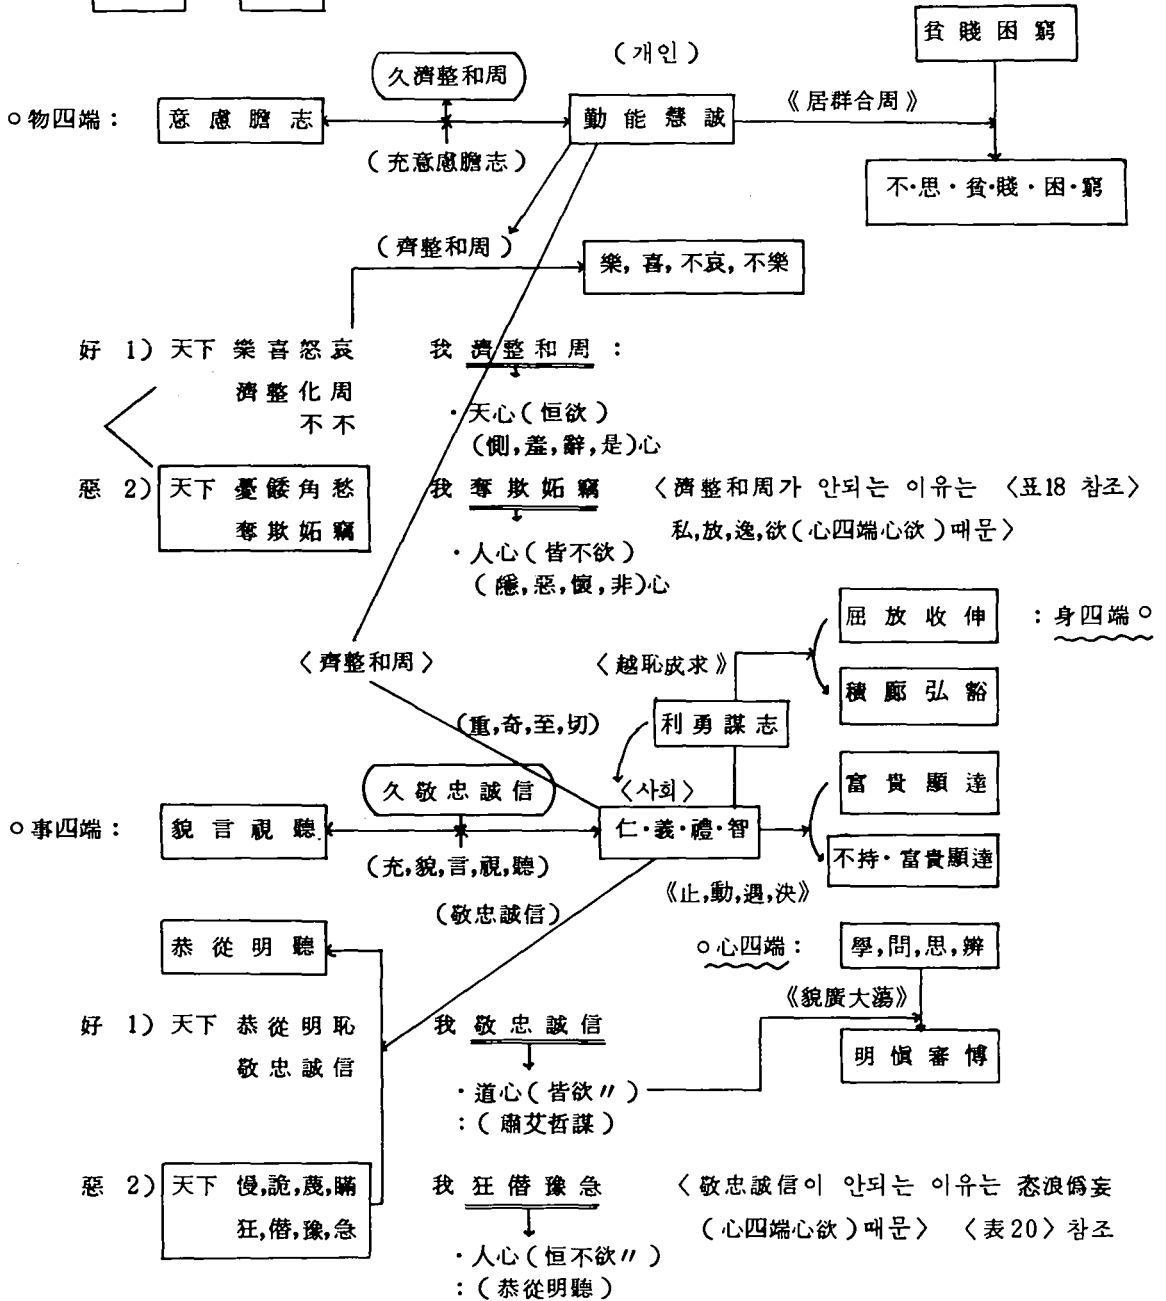 貧賤困窮
(개인)
久濟整和周
《居群合周》
○物四端: 意慮膽志
勤能慧誠
(充意慮膽志)
不·思·貧·賤·困·窮
(齊整和周)
樂, 喜, 不哀, 不樂
好 1) 天下 樂喜怒哀 我 濟整和周 :
濟整化周
不不
·天心(恒欲)
(惻,羞,辭,是)心
惡 2) 天下 憂餒角愁 我 奪欺妬竊 〈濟整和周가 안되는 이유는 〈표18 참조〉
奪欺妬竊 私,放,逸,欲(心四端心欲)때문〉
·人心(皆不欲)
(隱,惡,懷,非)心
屈放收伸 : 身四端○
〈齊整和周〉 〈越恥成求》
積廊弘豁
(重,奇,至,切) 利勇謀志
久敬忠誠信 〈사회〉 富貴顯達
○事四端: 貌言視聽 仁·義·禮·智
不持·富貴顯達
(充,貌,言,視,聽)
《止,動,遇,決》
(敬忠誠信)
恭從明聽 ○心四端: 學,問,思,辨
《貌廣大蕩》
好 1) 天下 恭從明恥 我 敬忠誠信
敬忠誠信 明愼審博
·道心(皆欲〃)
:(肅艾哲謀)
惡 2) 天下 慢,詭,蔑,瞞 我 狂僭豫急 〈敬忠誠信이 안되는 이유는 恣浪僞妄
狂,僭,豫,急 (心四端心欲)때문〉 〈表20〉참조
·人心(恒不欲〃)
:(恭從明聽)